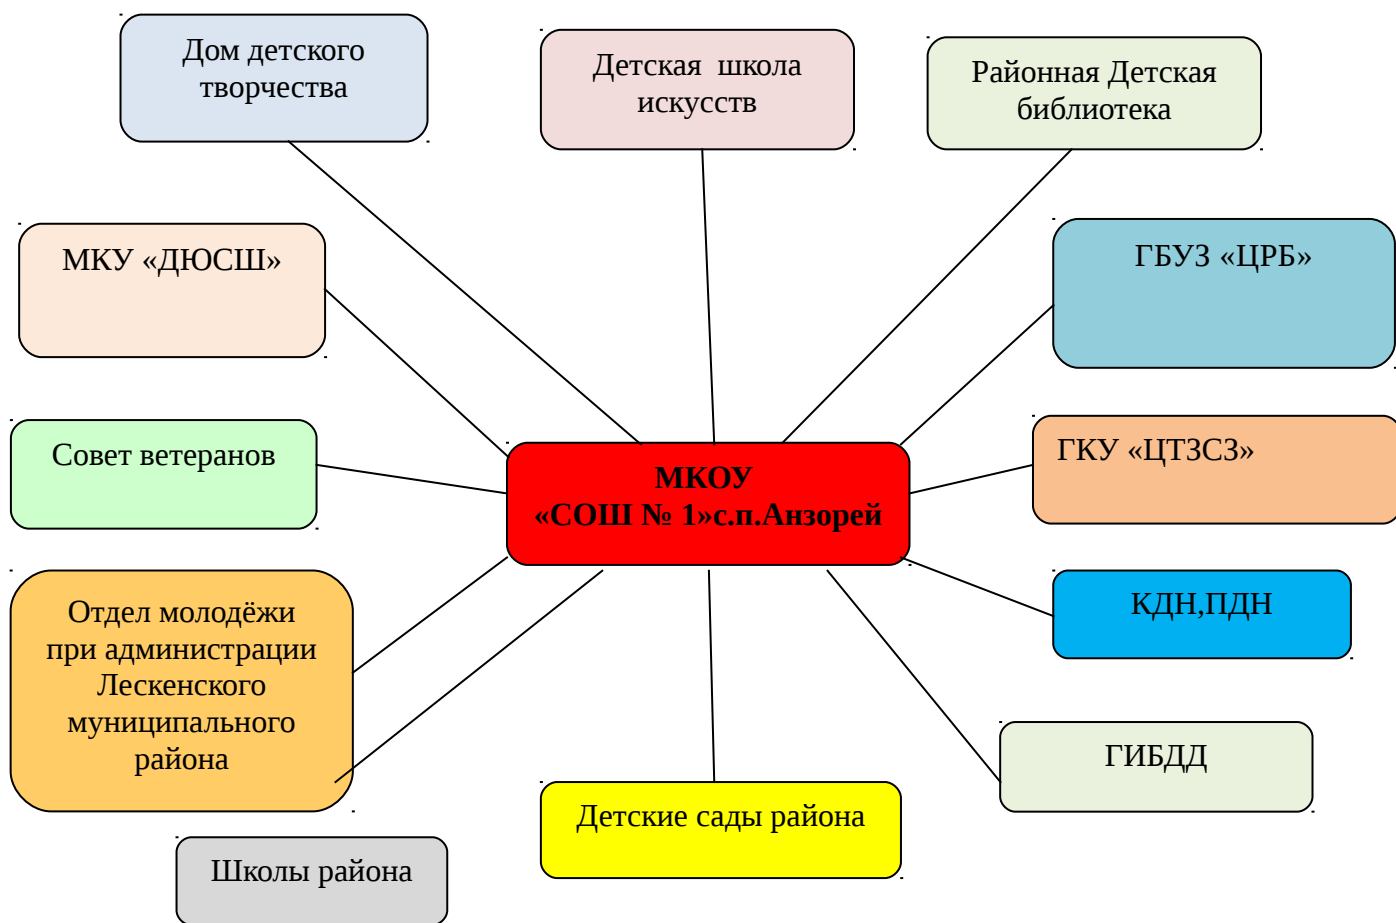 Дом детского
творчества
Детская школа
искусств
Районная Детская
библиотека
МКУ «ДЮСШ»
ГБУЗ «ЦРБ»
Совет ветеранов
МКОУ
«СОШ № 1»с.п.Анзорей
ГКУ «ЦТЗСЗ»
Отдел молодёжи
при администрации
Лескенского
муниципального
района
КДН,ПДН
ГИБДД
Детские сады района
Школы района